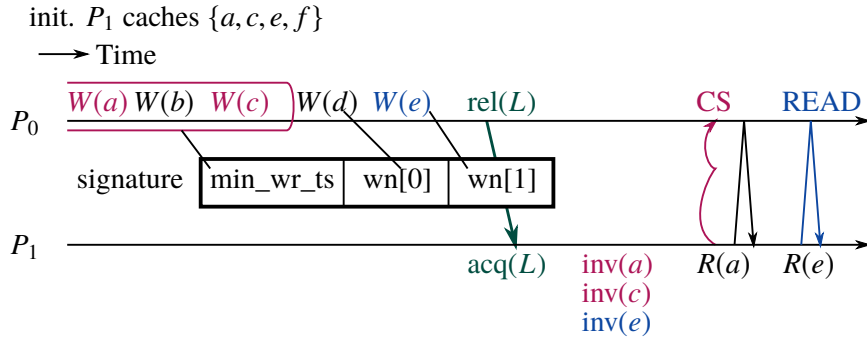 init. P₁ caches {a, c, e, f}
Time
W(a) W(b) W(c) W(d) W(e) rel(L) CS READ
P₀
signature min_wr_ts wn[0] wn[1]
P₁
acq(L) inv(a) R(a) R(e)
inv(c)
inv(e)